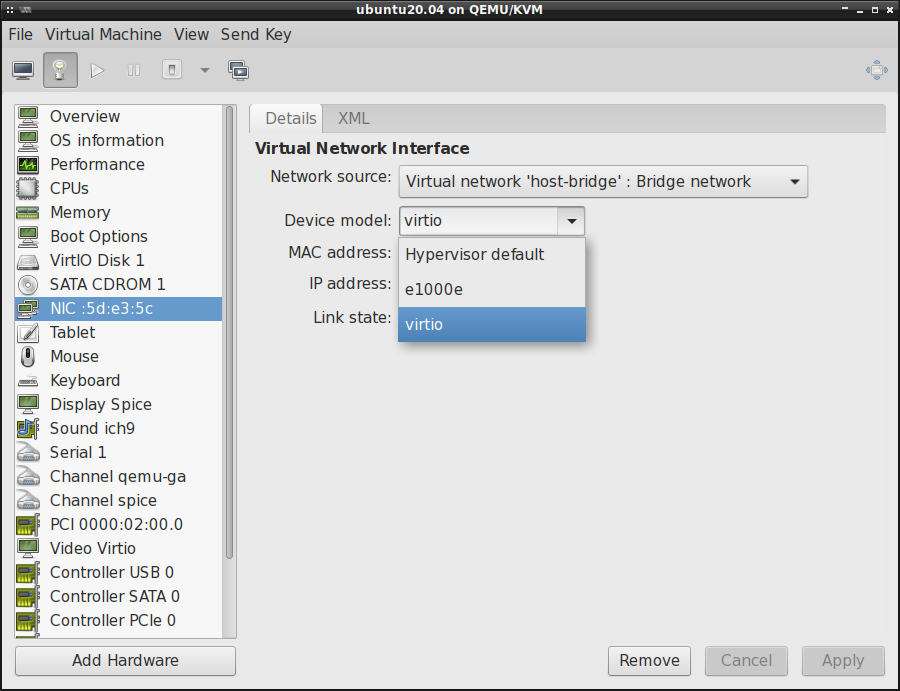 ubuntu20.04 on QEMU/KVM
File Virtual Machine View Send Key
Overview
OS information
Performance
CPUs
Memory
Boot Options
VirtIO Disk 1
SATA CDROM 1
NIC :5d:e3:5c
Tablet
Mouse
Keyboard
Display Spice
Sound ich9
Serial 1
Channel qemu-ga
Channel spice
PCI 0000:02:00.0
Video Virtio
Controller USB 0
Controller SATA 0
Controller PCIe 0
Add Hardware
Details XML
Virtual Network Interface
Network source: Virtual network 'host-bridge' : Bridge network
Device model: virtio
MAC address:
IP address:
Link state:
Hypervisor default
e1000e
virtio
Remove Cancel Apply